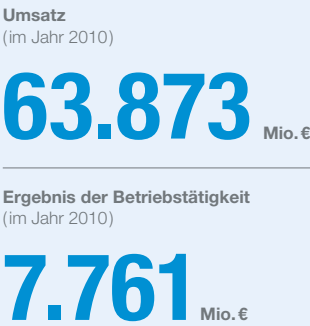 Umsatz
(im Jahr 2010)
63.873 Mio. €
Ergebnis der Betriebstätigkeit
(im Jahr 2010)
7.761 Mio. €